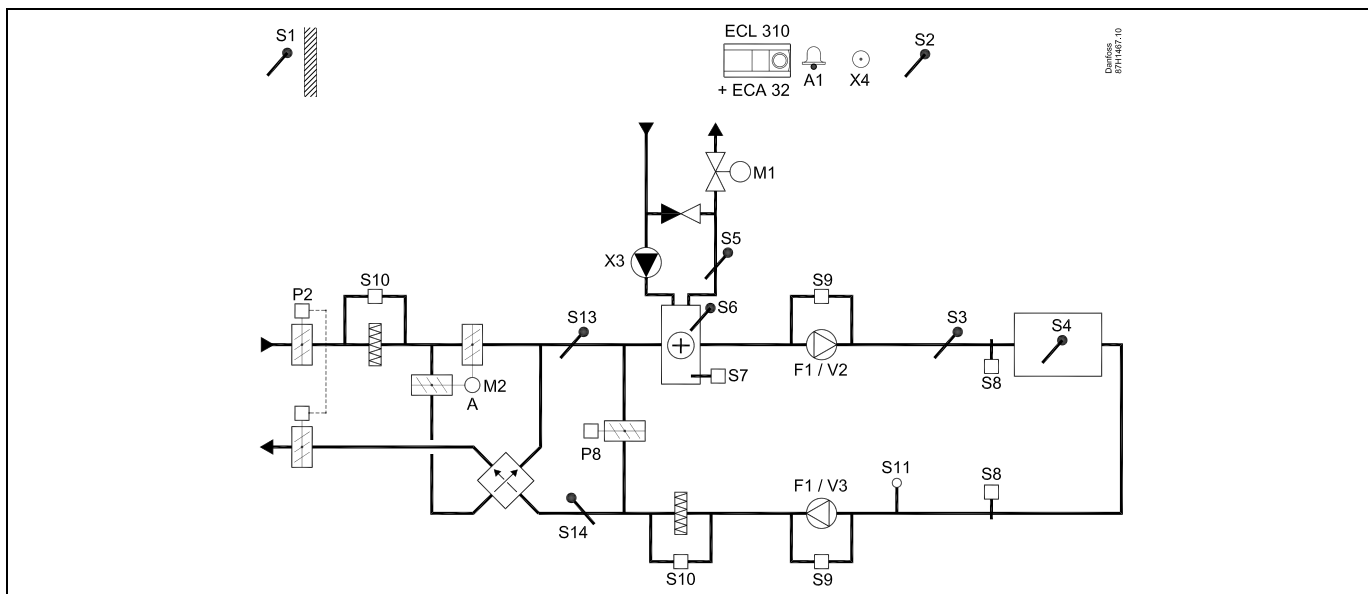 S1
ECL 310
+ ECA 32
A1
X4
S2
Danfoss
87H1467.10
M1
X3
S5
P2
S10
S13
S6
S9
S3
S4
F1 / V2
S7
S8
M2
A
P8
S14
S10
F1 / V3
S9
S11
S8